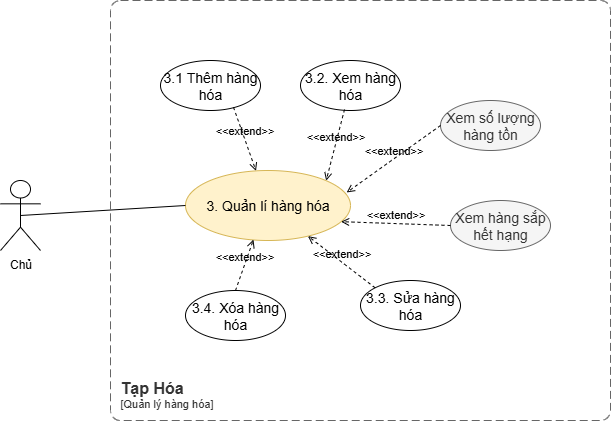 3.1 Thêm hàng
hóa
3.2. Xem hàng
hóa
Xem số lượng
hàng tồn
<<extend>>
<<extend>>
<<extend>>
3. Quản lí hàng hóa
<<extend>>
Xem hàng sắp
hết hạng
Chủ
<<extend>>
<<extend>>
3.4. Xóa hàng
hóa
3.3. Sửa hàng
hóa
Tạp Hóa
[Quản lý hàng hóa]